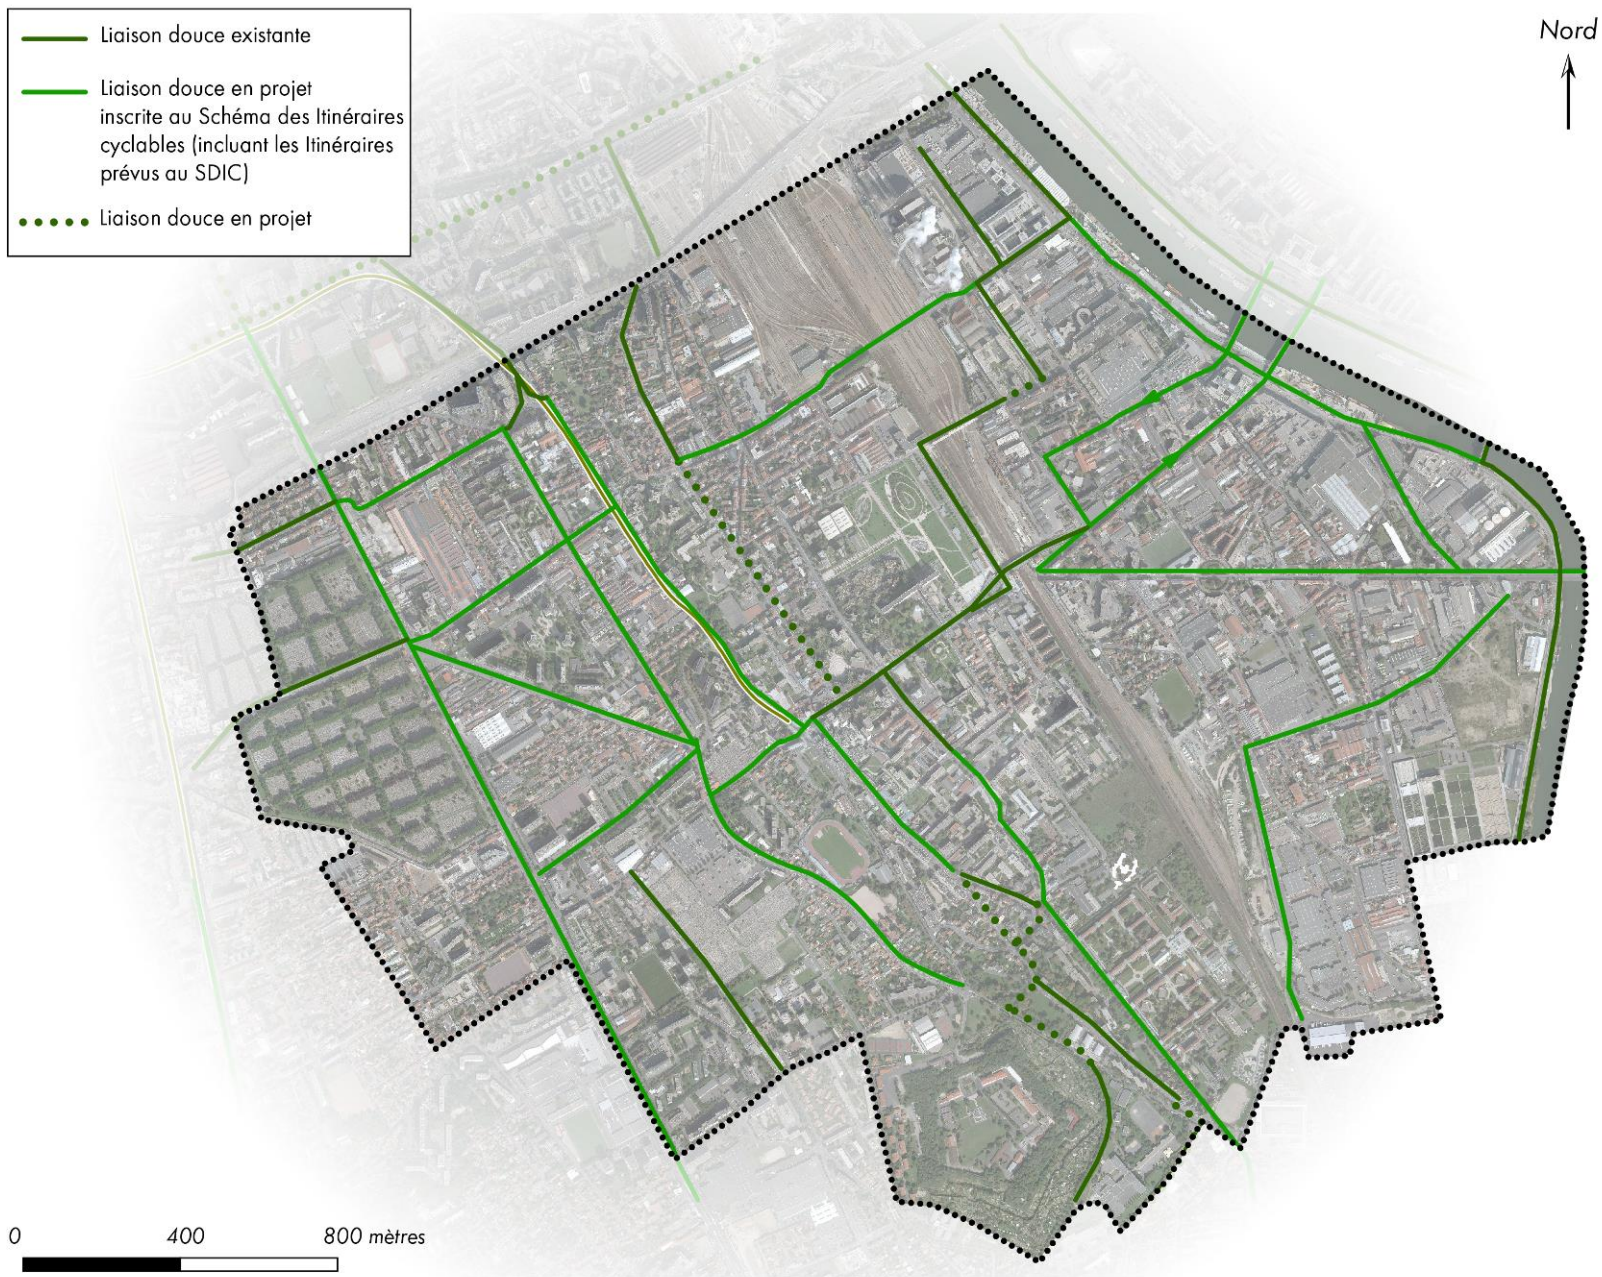 Liaison douce existante
Liaison douce en projet
inscrite au Schéma des Itinéraires
cyclables (incluant les Itinéraires
prévus au SDIC)
Liaison douce en projet
Nord
0 400 800 mètres